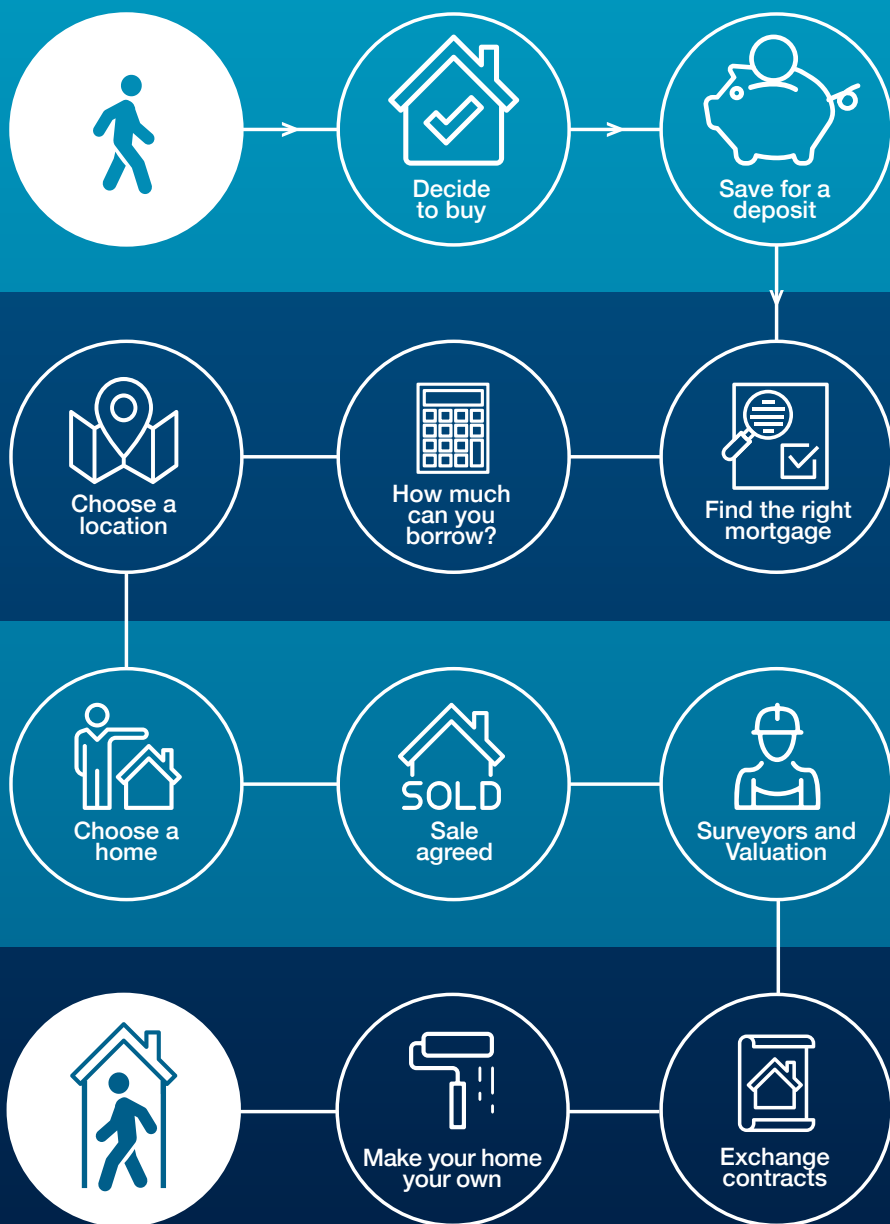 Decide
to buy
Save for a
deposit
Find the right
mortgage
How much
can you
borrow?
Choose a
location
Choose a
home
SOLD
Sale
agreed
Surveyors and
Valuation
Exchange
contracts
Make your home
your own